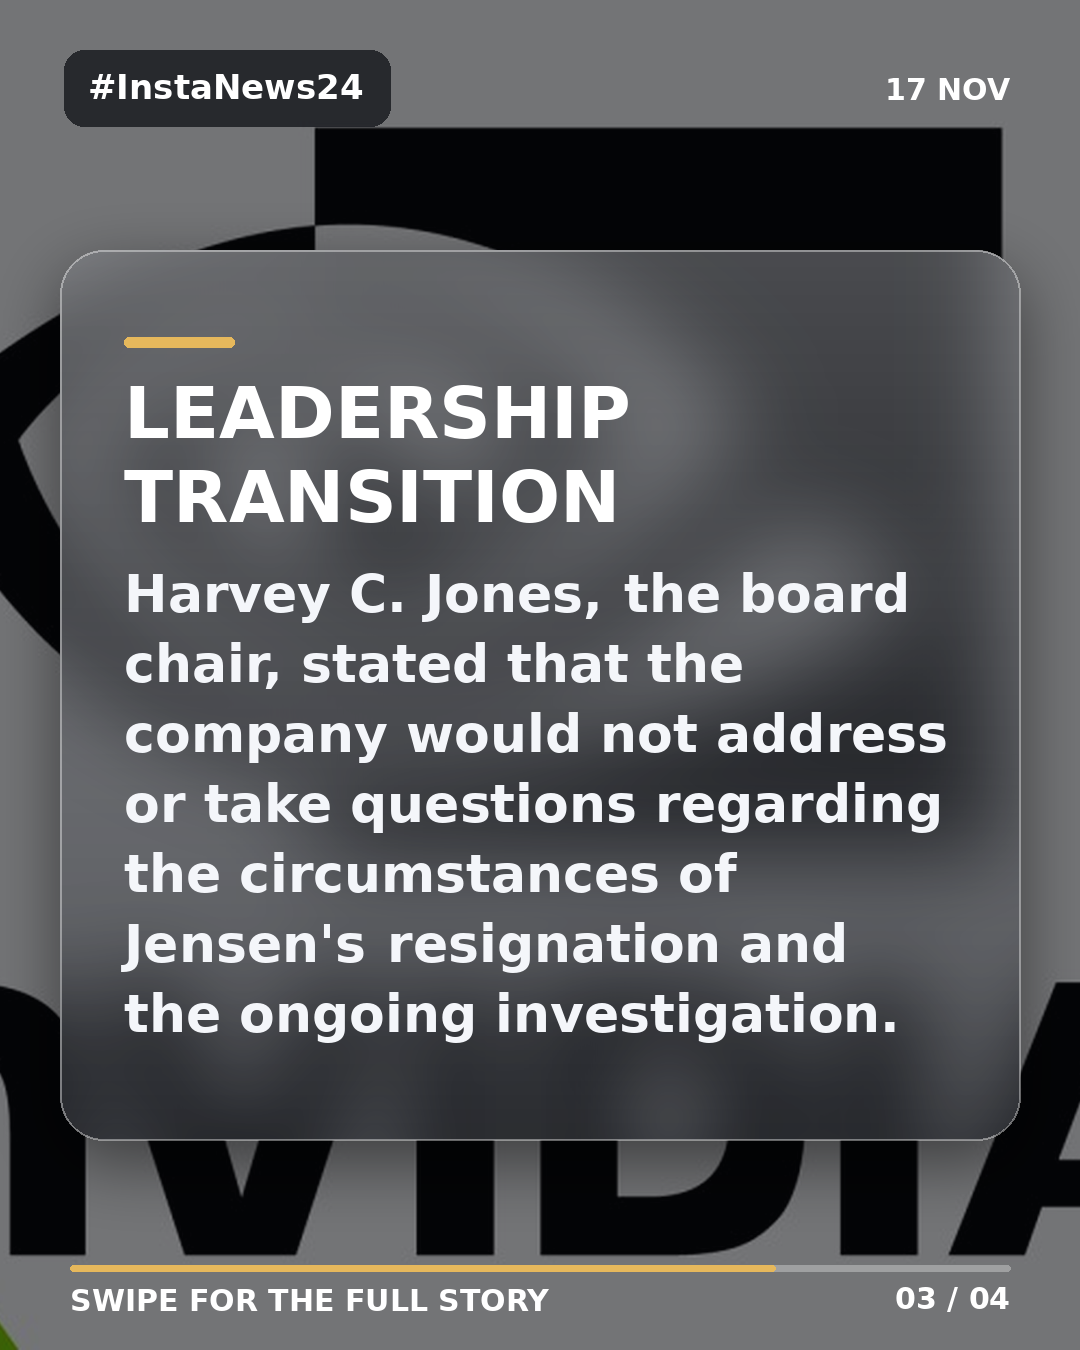 #InstaNews24
17 NOV
LEADERSHIP
TRANSITION
Harvey C. Jones, the board
chair, stated that the
company would not address
or take questions regarding
the circumstances of
Jensen's resignation and
the ongoing investigation.
nVIDIA
SWIPE FOR THE FULL STORY
03 / 04